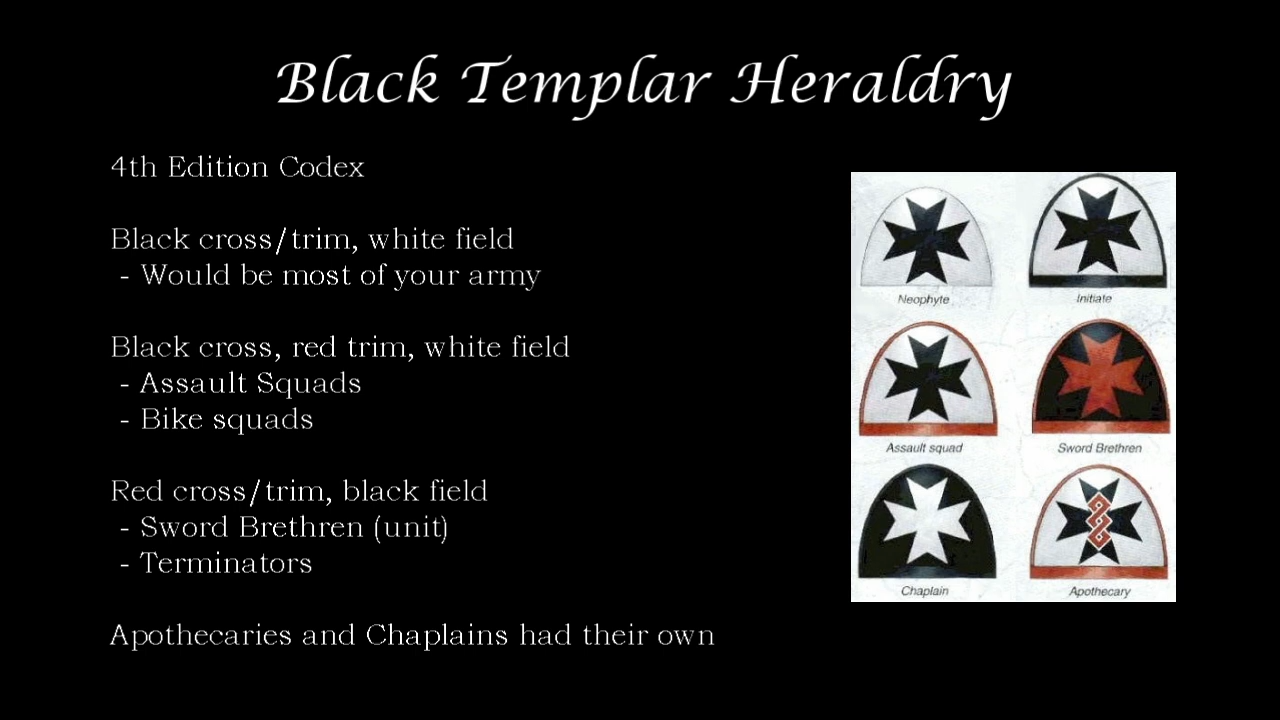 Black Templar Heraldry
4th Edition Codex
Black cross/trim, white field
- Would be most of your army
Black cross, red trim, white field
- Assault Squads
- Bike squads
Red cross/trim, black field
- Sword Brethren (unit)
- Terminators
Apothecaries and Chaplains had their own
Neophyte
Initiate
Assault squad
Sword Brethren
Chaplain
Apothecary